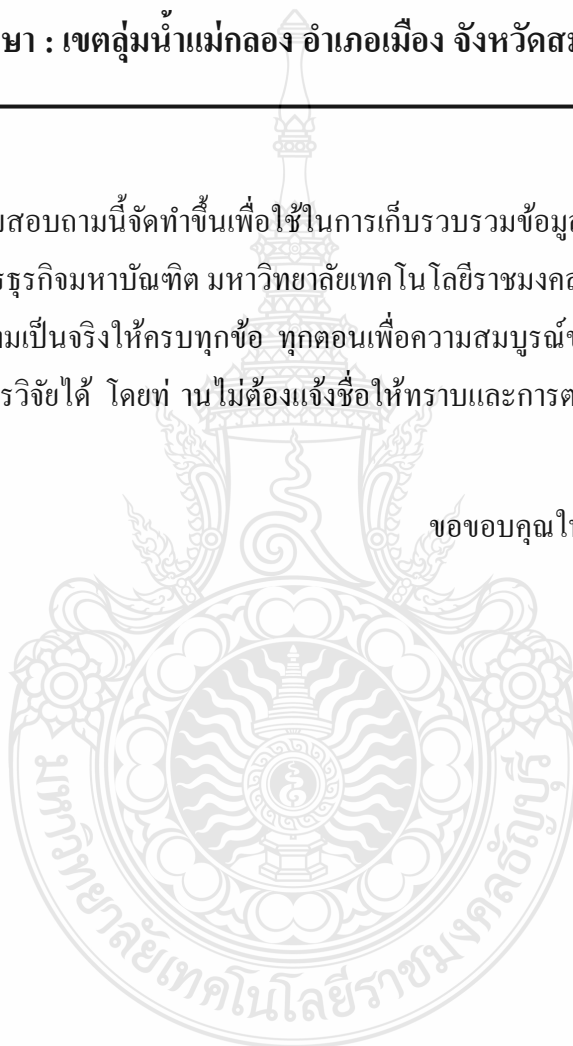 ษา : เขตลุ่มน้ำแม่กลอง อำเภอเมือง จังหวัดสม
บสอบถามนี้จัดทำขึ้นเพื่อใช้ในการเก็บรวบรวมข้อมูล
รธุรกิจมหาบัณฑิต มหาวิทยาลัยเทคโนโลยีราชมงคล
ามเป็นจริงให้ครบทุกข้อ ทุกตอนเพื่อความสมบูรณ์ข
รวิจัยได้ โดยท่ านไม่ต้องแจ้งชื่อให้ทราบและการต
ขอขอบคุณใน
มหาวิทยาลัยเทคโนโลยีราชมงคลธัญบุรี